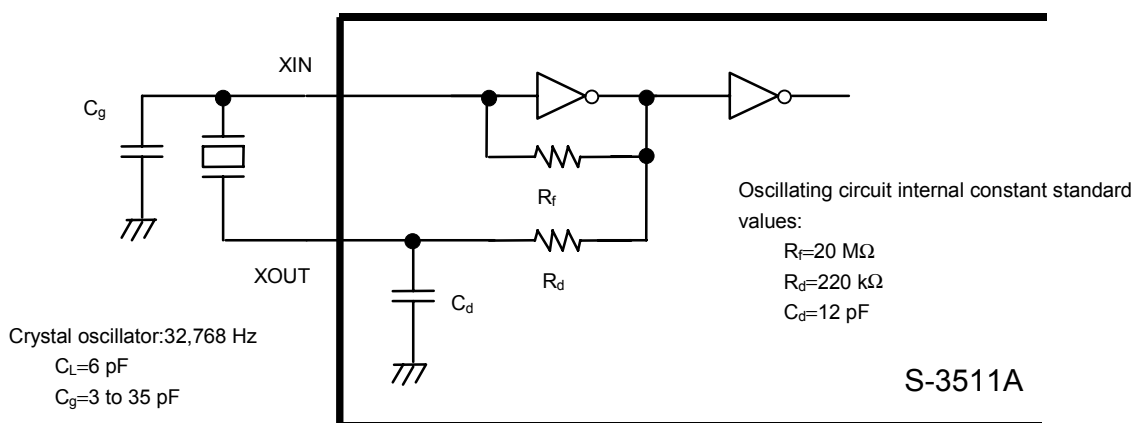 XIN
Cg
Rf
Rd
XOUT
Cd
Oscillating circuit internal constant standard
values:
Rf=20 MΩ
Rd=220 kΩ
Cd=12 pF
Crystal oscillator:32,768 Hz
CL=6 pF
Cg=3 to 35 pF
S-3511A